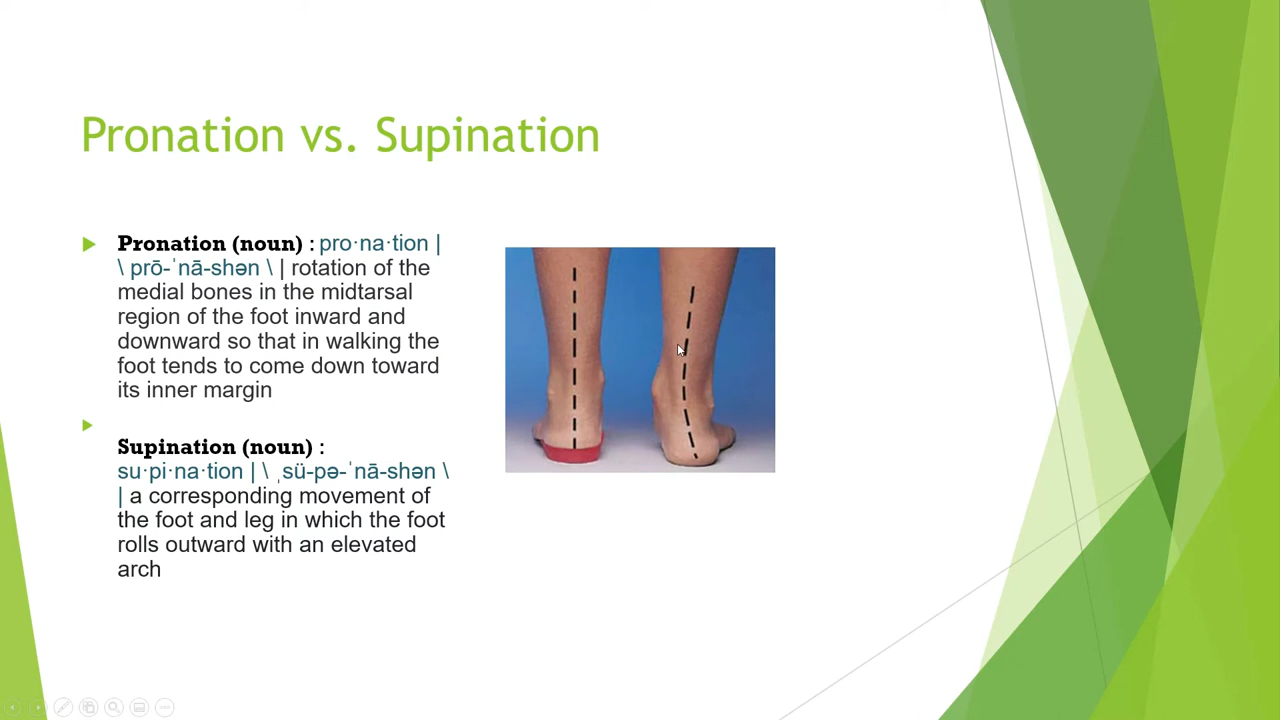 Pronation vs. Supination
Pronation (noun) : pro·na·tion |
\ prō-ˈnā-shən \ | rotation of the
medial bones in the midtarsal
region of the foot inward and
downward so that in walking the
foot tends to come down toward
its inner margin
Supination (noun) :
su·pi·na·tion | \ ˌsü-pə-ˈnā-shən \
| a corresponding movement of
the foot and leg in which the foot
rolls outward with an elevated
arch